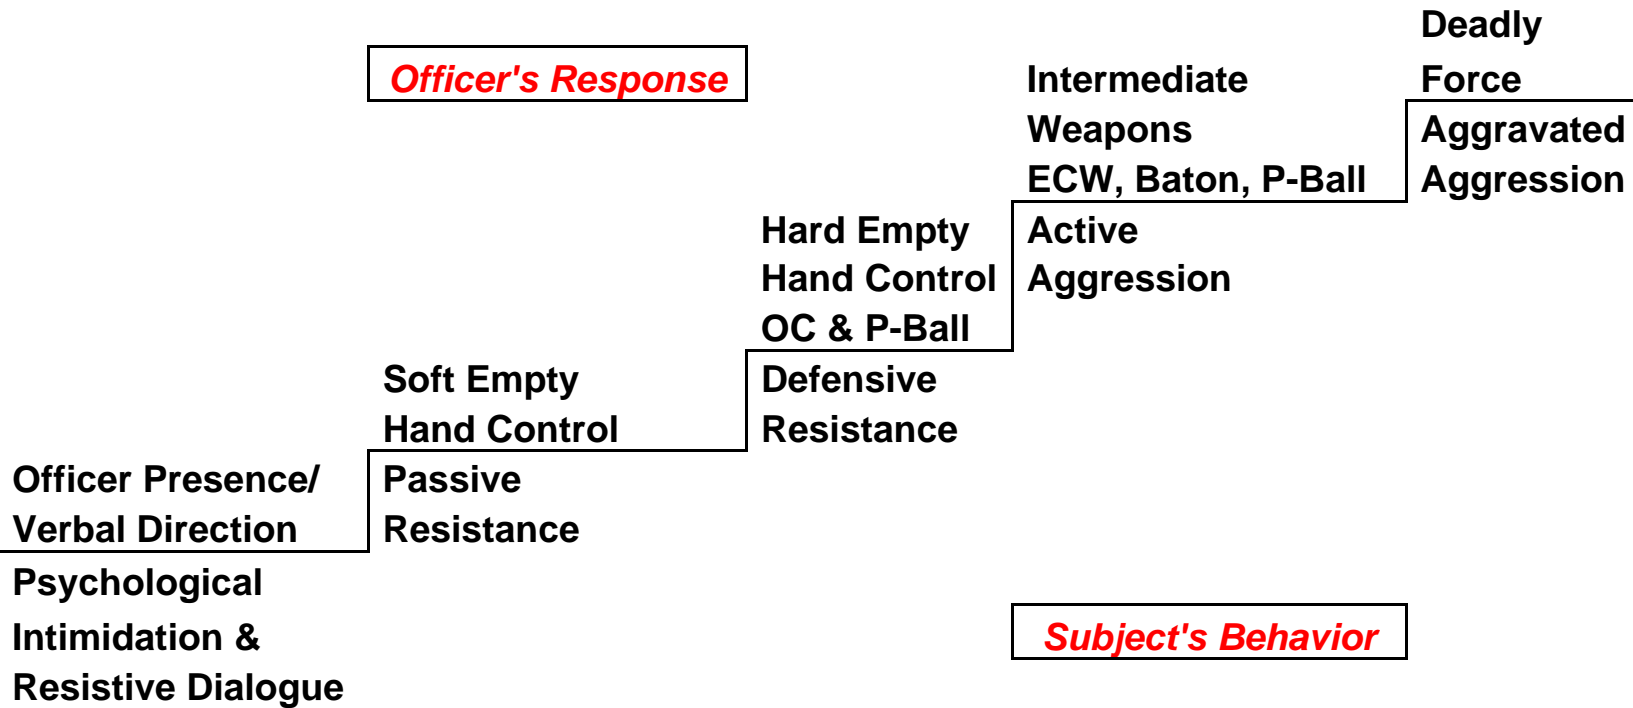 Deadly
Force
Officer's Response
Intermediate
Weapons
ECW, Baton, P-Ball
Aggravated
Aggression
Hard Empty
Hand Control
OC & P-Ball
Active
Aggression
Soft Empty
Hand Control
Defensive
Resistance
Officer Presence/
Verbal Direction
Passive
Resistance
Psychological
Intimidation &
Resistive Dialogue
Subject's Behavior